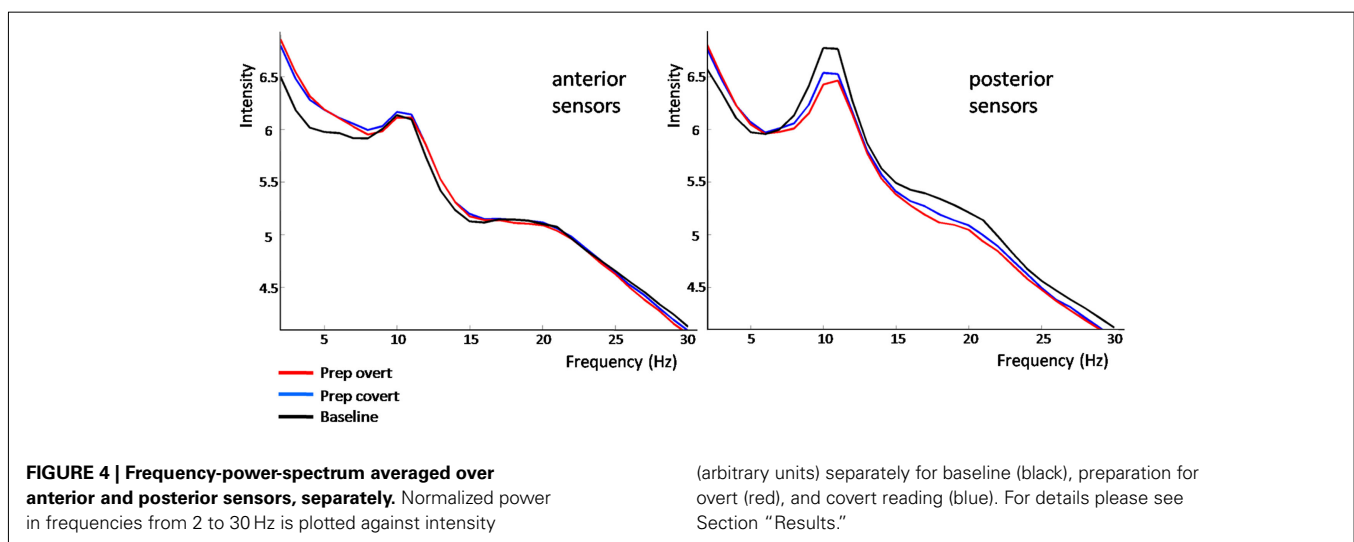 Intensity
6.5
6
5.5
5
4.5
5
10
15
20
25
30
Frequency (Hz)
anterior
sensors
Intensity
6.5
6
5.5
5
4.5
5
10
15
20
25
30
Frequency (Hz)
posterior
sensors
Prep overt
Prep covert
Baseline
FIGURE 4 | Frequency-power-spectrum averaged over
anterior and posterior sensors, separately. Normalized power
in frequencies from 2 to 30 Hz is plotted against intensity
(arbitrary units) separately for baseline (black), preparation for
overt (red), and covert reading (blue). For details please see
Section “Results.”